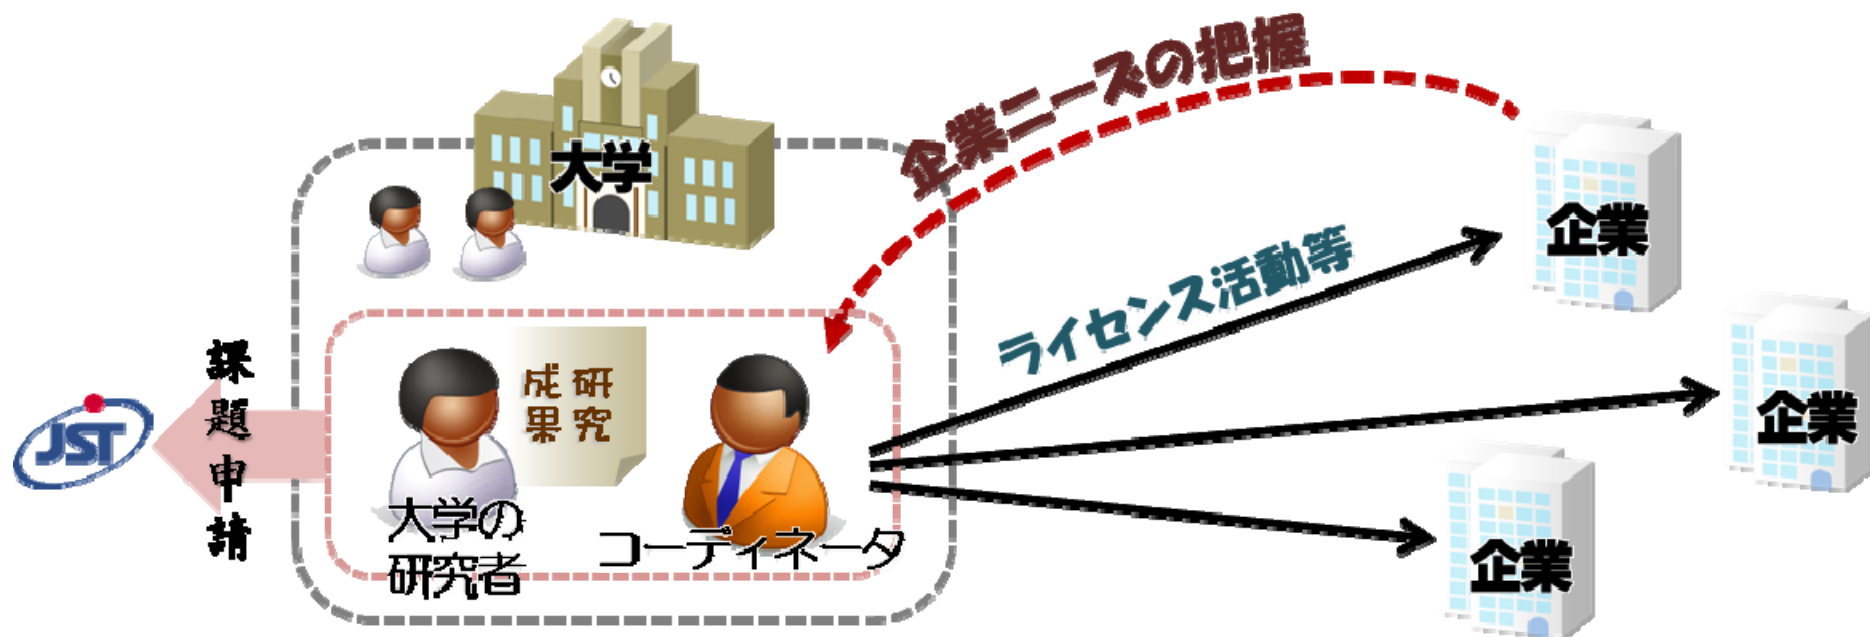 大学
企業ニーズの把握
企業
ライセンス活動等
企業
企業
課題申請
JST
研究
成果
大学の
研究者
コーディネータ